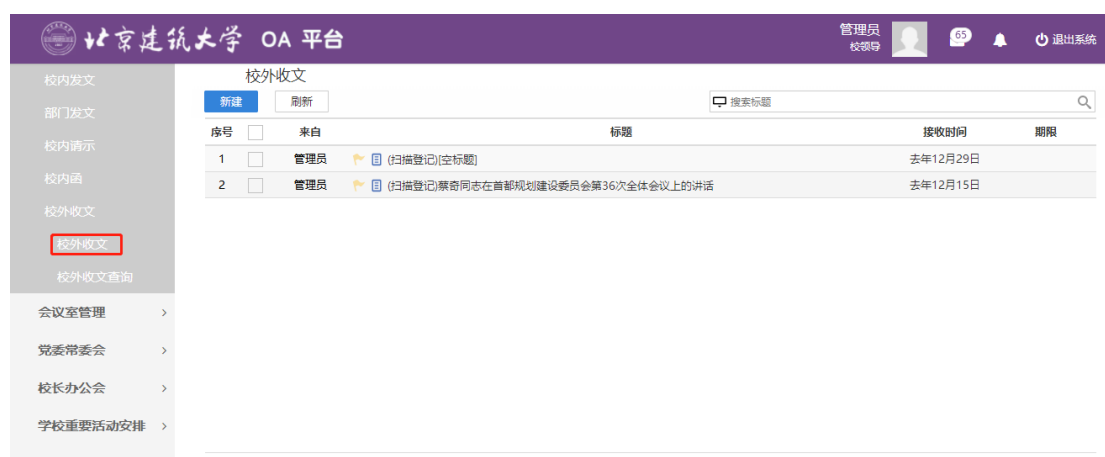 北京建筑大学 OA 平台
管理员
校领导
65
退出系统
校内发文
部门发文
校内请示
校内函
校外收文
校外收文
校外收文查询
会议室管理
党委常委会
校长办公会
学校重要活动安排
校外收文
新建 刷新 搜索标题
序号 来自 标题 接收时间 期限
1 管理员 (扫描登记)[空标题] 去年12月29日
2 管理员 (扫描登记)蔡奇同志在首都规划建设委员会第36次全体会议上的讲话 去年12月15日